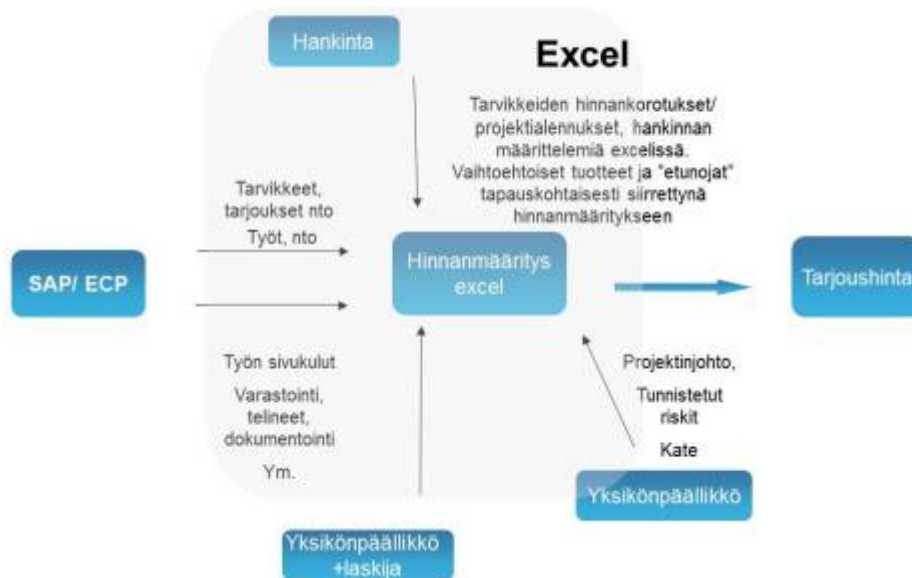 Hankinta
Excel
Tarvikkeiden hinnankorotukset/
projektialennukset, hankinnan
määrittelemiä excelissä.
Vaihtoehtoiset tuotteet ja "etunojat"
tapauskohtaisesti siirrettynä
hinnanmääritykseen
Tarvikkeet,
tarjoukset nto
Työt, nto
SAP/ ECP
Hinnanmääritys
excel
Tarjoushinta
Työn sivukulut
Varastointi,
telineet,
dokumentointi
Ym.
Projektinjohto,
Tunnistetut
riskit
Kate
Yksikönpäällikkö
Yksikönpäällikkö
+laskija